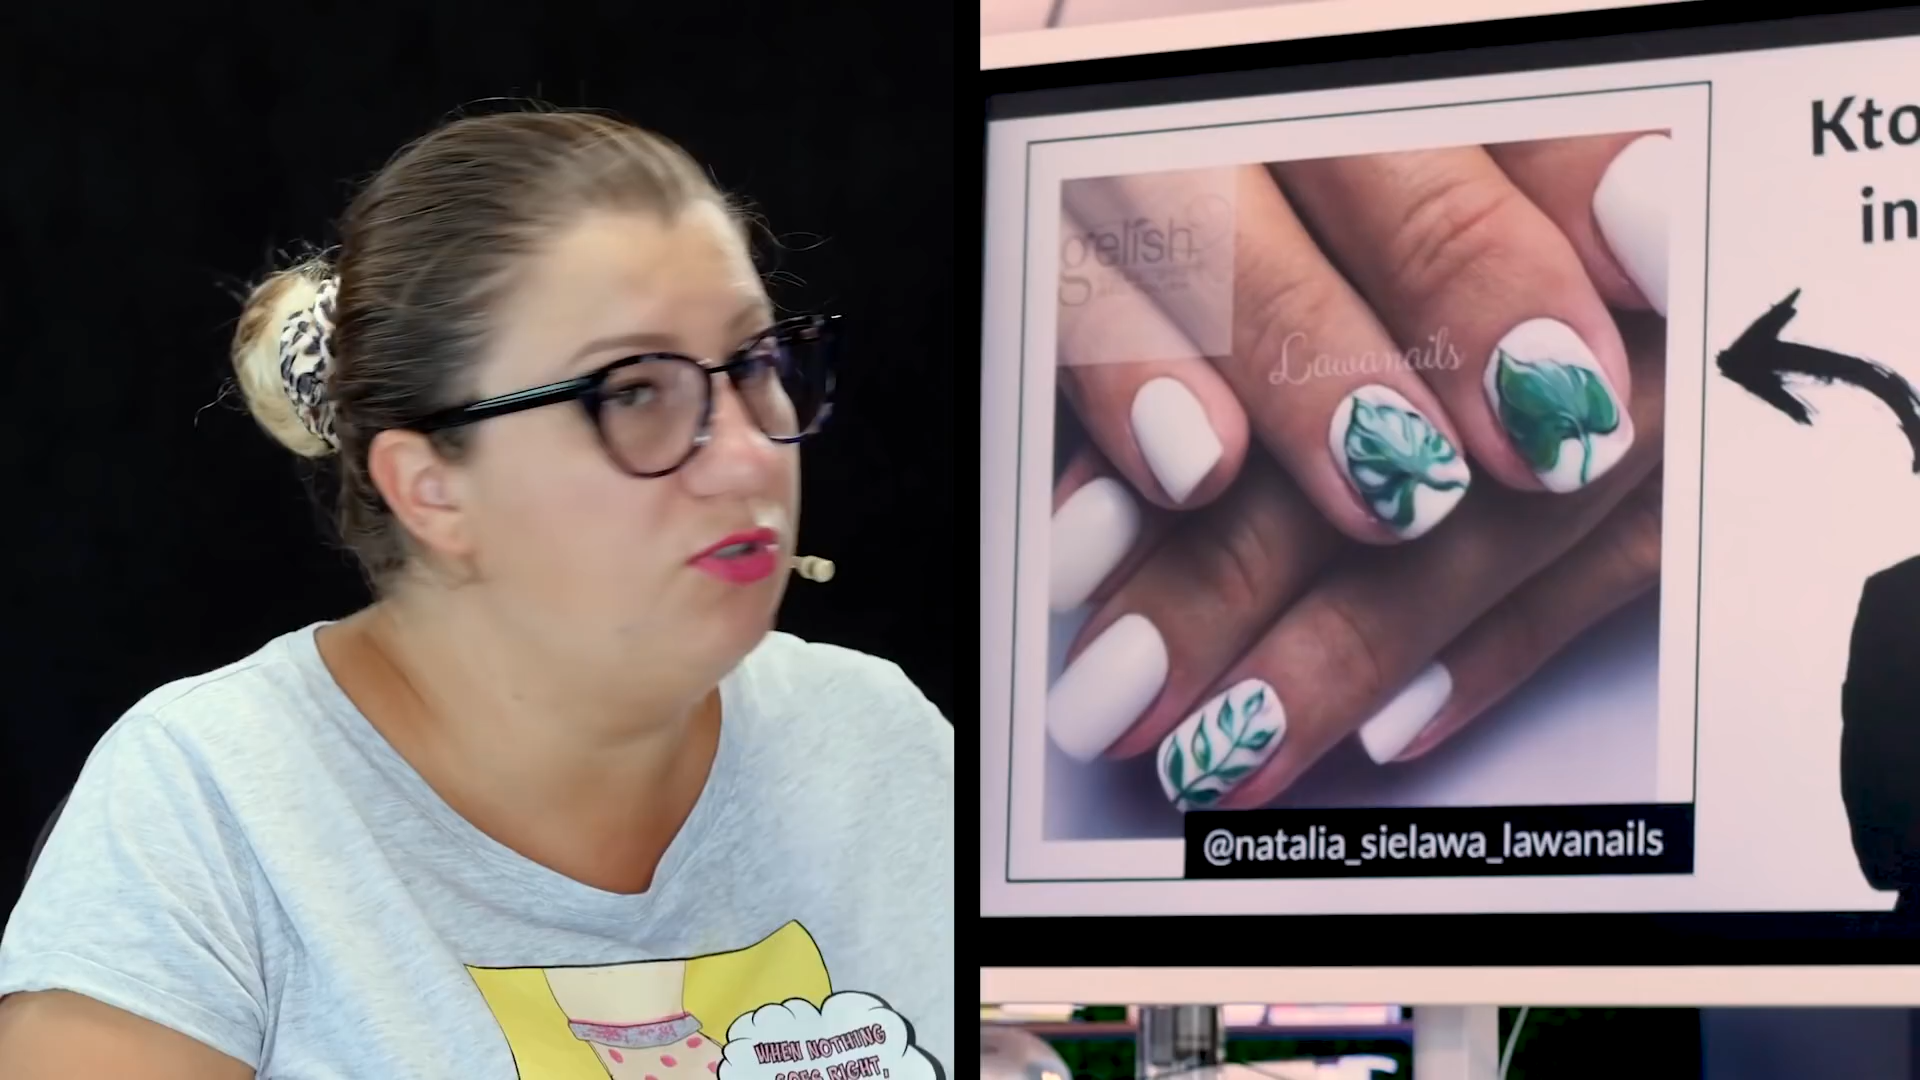 WHEN NOTHING
GOES RIGHT,
gelish
Lawanails
@natalia_sielawa_lawanails
Kto
in